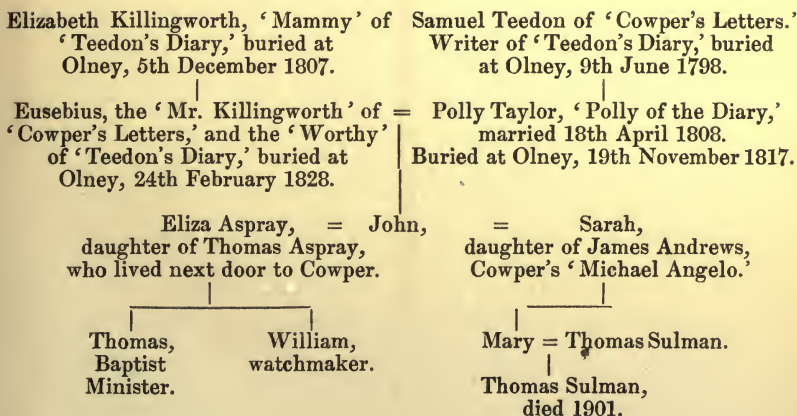 Elizabeth Killingworth, ‘Mammy’ of
‘Teedon's Diary,’ buried at
Olney, 5th December 1807.
Samuel Teedon of ‘Cowper's Letters.’
Writer of ‘Teedon's Diary,’ buried
at Olney, 9th June 1798.
Eusebius, the ‘Mr. Killingworth’ of
‘Cowper's Letters,’ and the ‘Worthy’
of ‘Teedon's Diary,’ buried at
Olney, 24th February 1828.
=
Polly Taylor, ‘Polly of the Diary,’
married 18th April 1808.
Buried at Olney, 19th November 1817.
Eliza Aspray,
daughter of Thomas Aspray,
who lived next door to Cowper.
= John, =
Sarah,
daughter of James Andrews,
Cowper's ‘Michael Angelo.’
Thomas,
Baptist
Minister.
William,
watchmaker.
Mary = Thomas Sulman.
Thomas Sulman,
died 1901.